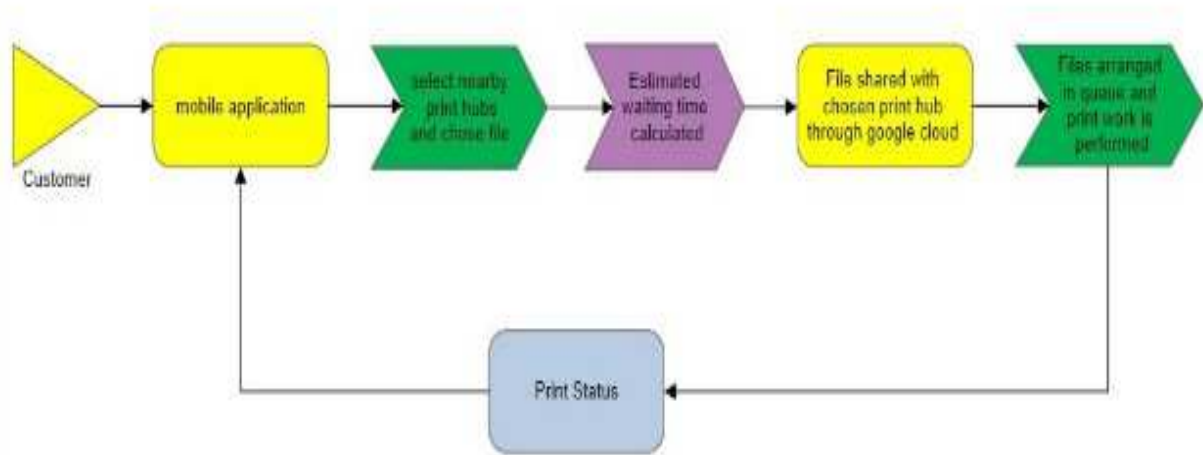 Customer
mobile application
select nearby
print hubs
and chose file
Estimated
waiting time
calculated
File shared with
chosen print hub
through google cloud
Files arranged
in queue and
print work is
performed
Print Status